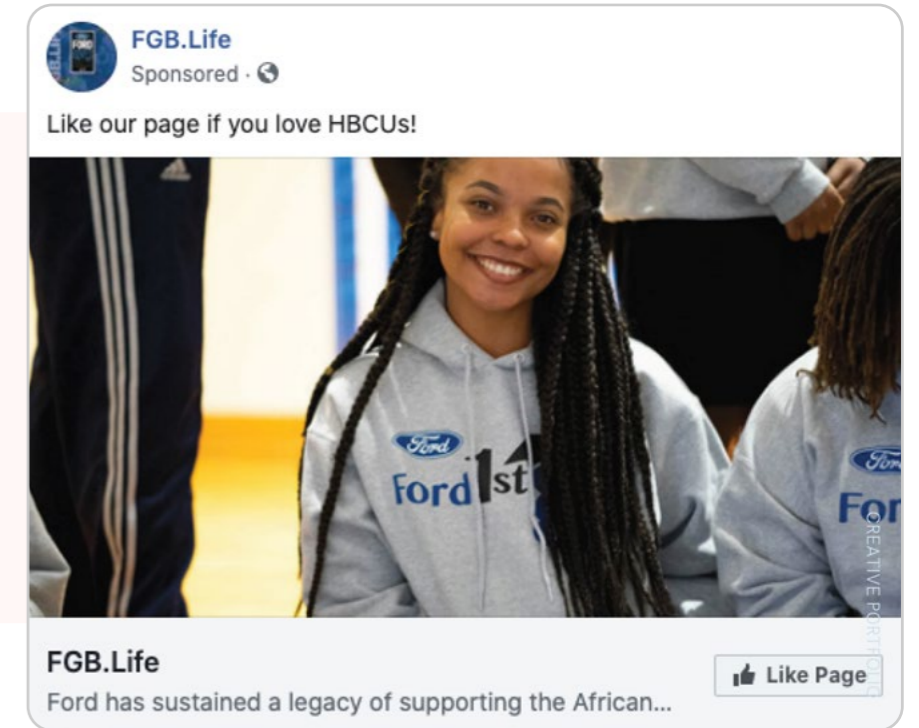 FGB.Life
Sponsored ·
Like our page if you love HBCUs!
Ford
Ford 1st
Ford
For
CREATIVE PORTFOLIO
FGB.Life
Ford has sustained a legacy of supporting the African...
Like Page